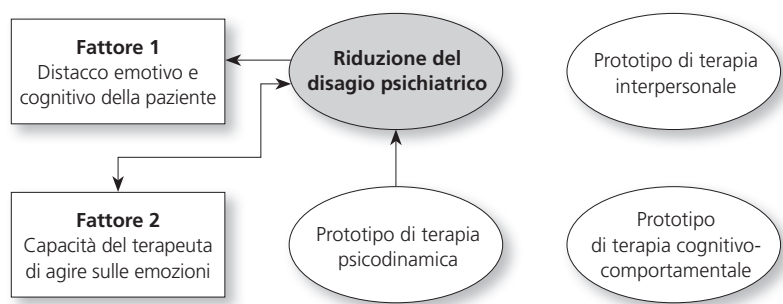 Fattore 1
Distacco emotivo e
cognitivo della paziente
Riduzione del
disagio psichiatrico
Prototipo di terapia
interpersonale
Fattore 2
Capacità del terapeuta
di agire sulle emozioni
Prototipo di terapia
psicodinamica
Prototipo
di terapia cognitivo-
comportamentale